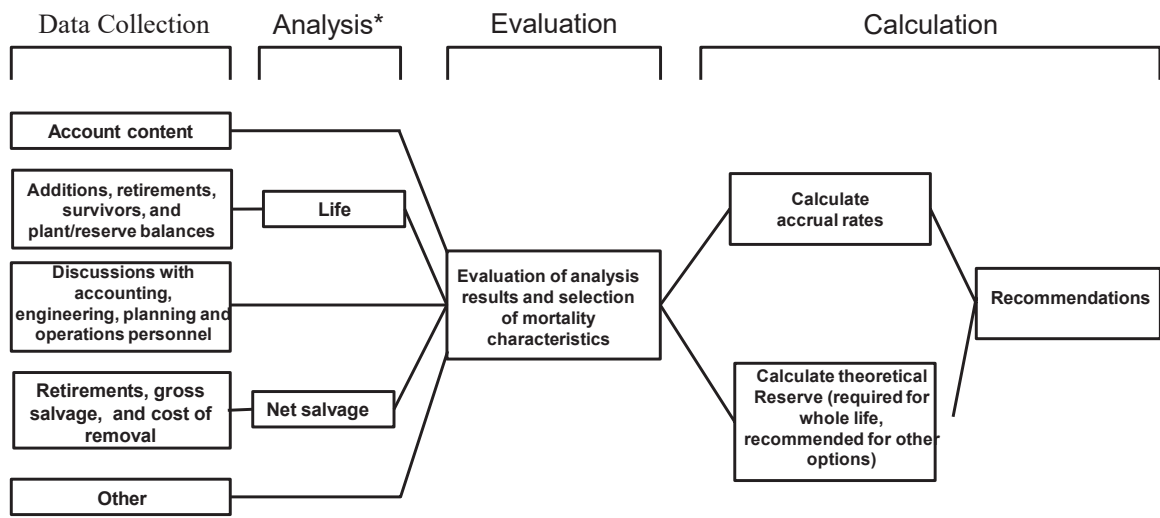 Data Collection
Analysis*
Evaluation
Calculation
Account content
Additions, retirements,
survivors, and
plant/reserve balances
Life
Discussions with
accounting,
engineering, planning and
operations personnel
Retirements, gross
salvage, and cost of
removal
Net salvage
Other
Evaluation of analysis
results and selection
of mortality
characteristics
Calculate
accrual rates
Calculate theoretical
Reserve (required for
whole life,
recommended for other
options)
Recommendations